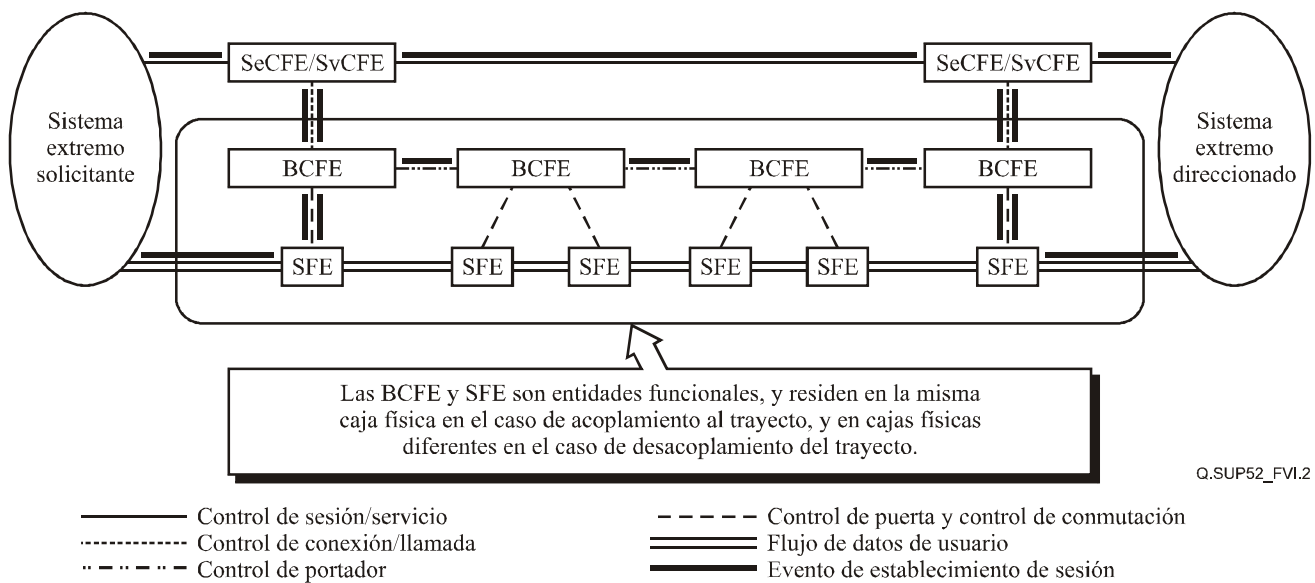 SeCFE/SvCFE
SeCFE/SvCFE
Sistema
extremo
solicitante
Sistema
extremo
direccionado
BCFE
BCFE
BCFE
BCFE
SFE
SFE
SFE
SFE
SFE
SFE
Las BCFE y SFE son entidades funcionales, y residen en la misma
caja física en el caso de acoplamiento al trayecto, y en cajas físicas
diferentes en el caso de desacoplamiento del trayecto.
Q.SUP52_FVI.2
Control de sesión/servicio
Control de conexión/llamada
Control de portador
Control de puerta y control de conmutación
Flujo de datos de usuario
Evento de establecimiento de sesión